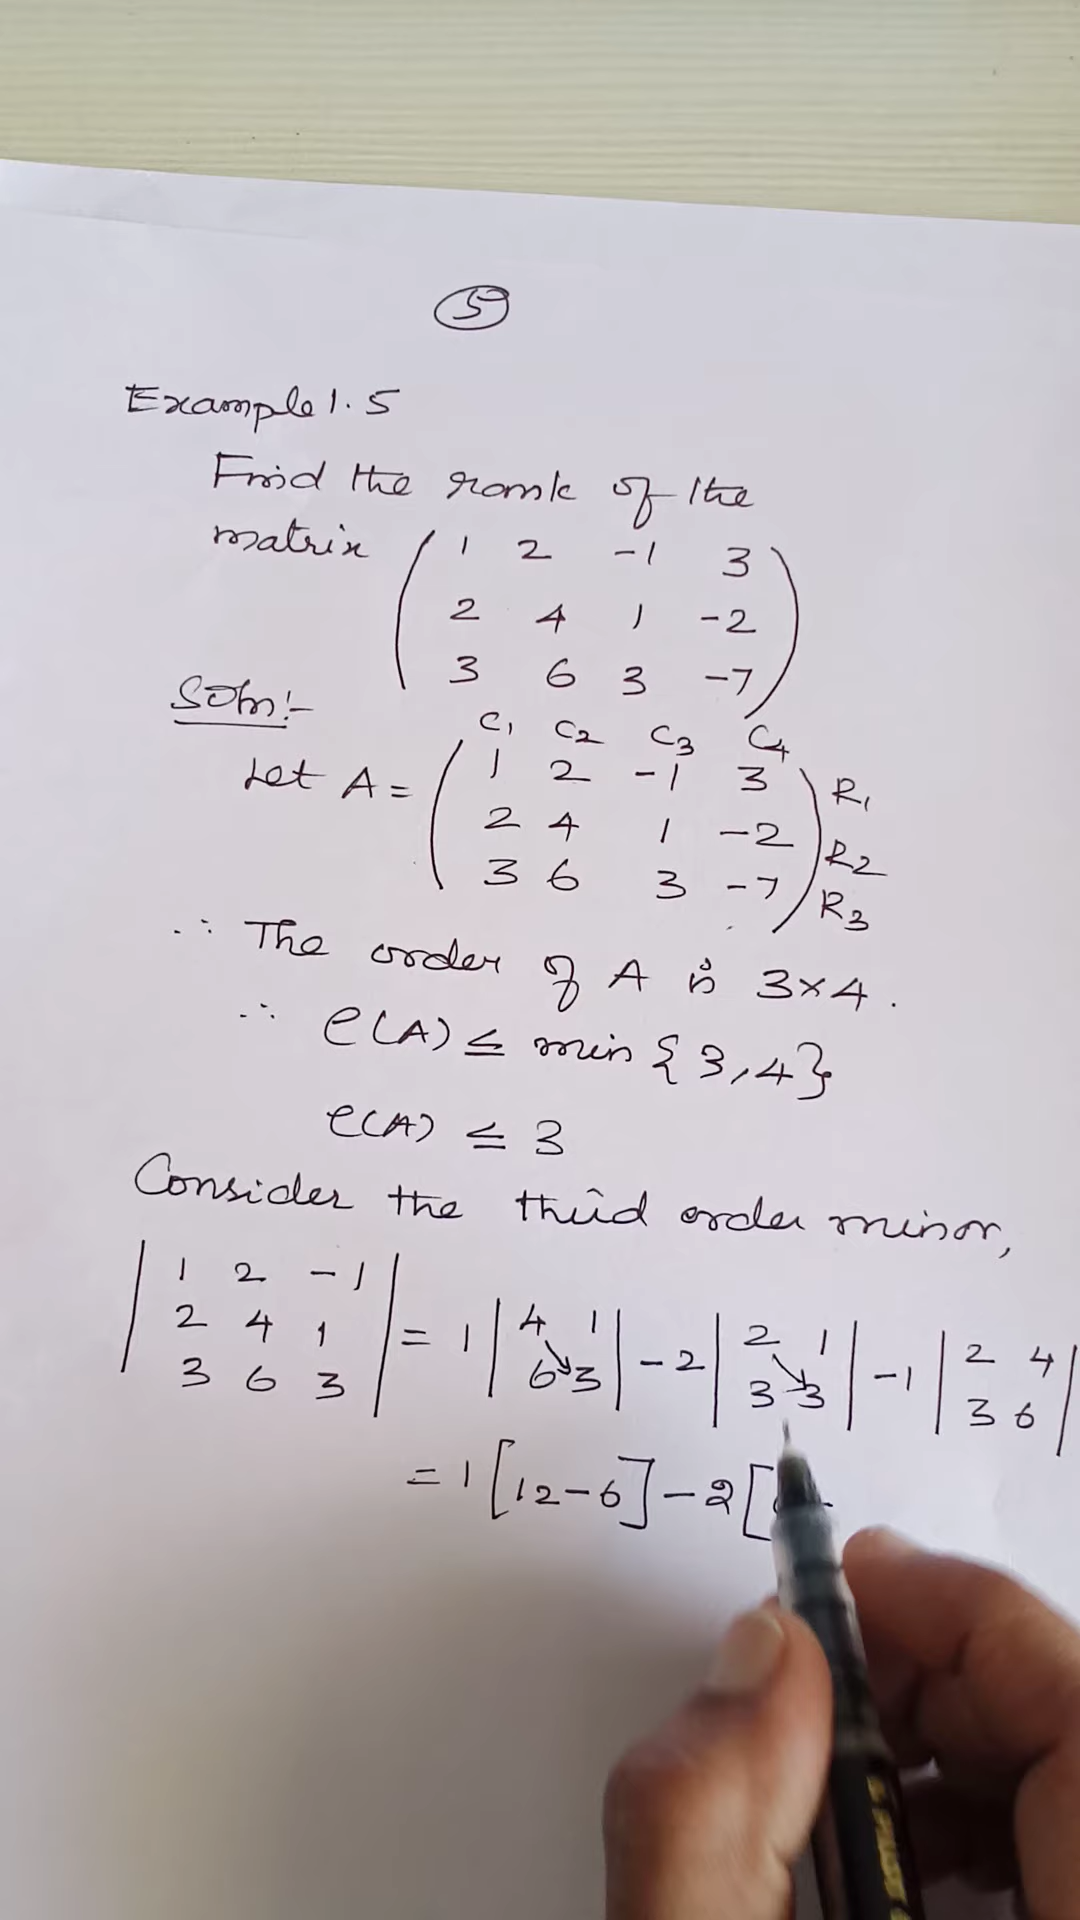 5
Example 1.5
Find the rank of the
matrix ( 1 2 -1 3
2 4 1 -2
3 6 3 -7 )
Soln:-
C1 C2 C3 C4
Let A = ( 1 2 -1 3 R1
2 4 1 -2 R2
3 6 3 -7 ) R3
∴ The order of A is 3×4.
∴ ρ(A) ≤ min {3,4}
ρ(A) ≤ 3
Consider the third order minor,
| 1 2 -1 |
| 2 4 1 | = 1 | 4 1 | -2 | 2 1 | -1 | 2 4 |
| 3 6 3 | | 6 3 | | 3 3 | | 3 6 |
= 1 [12-6] -2 [